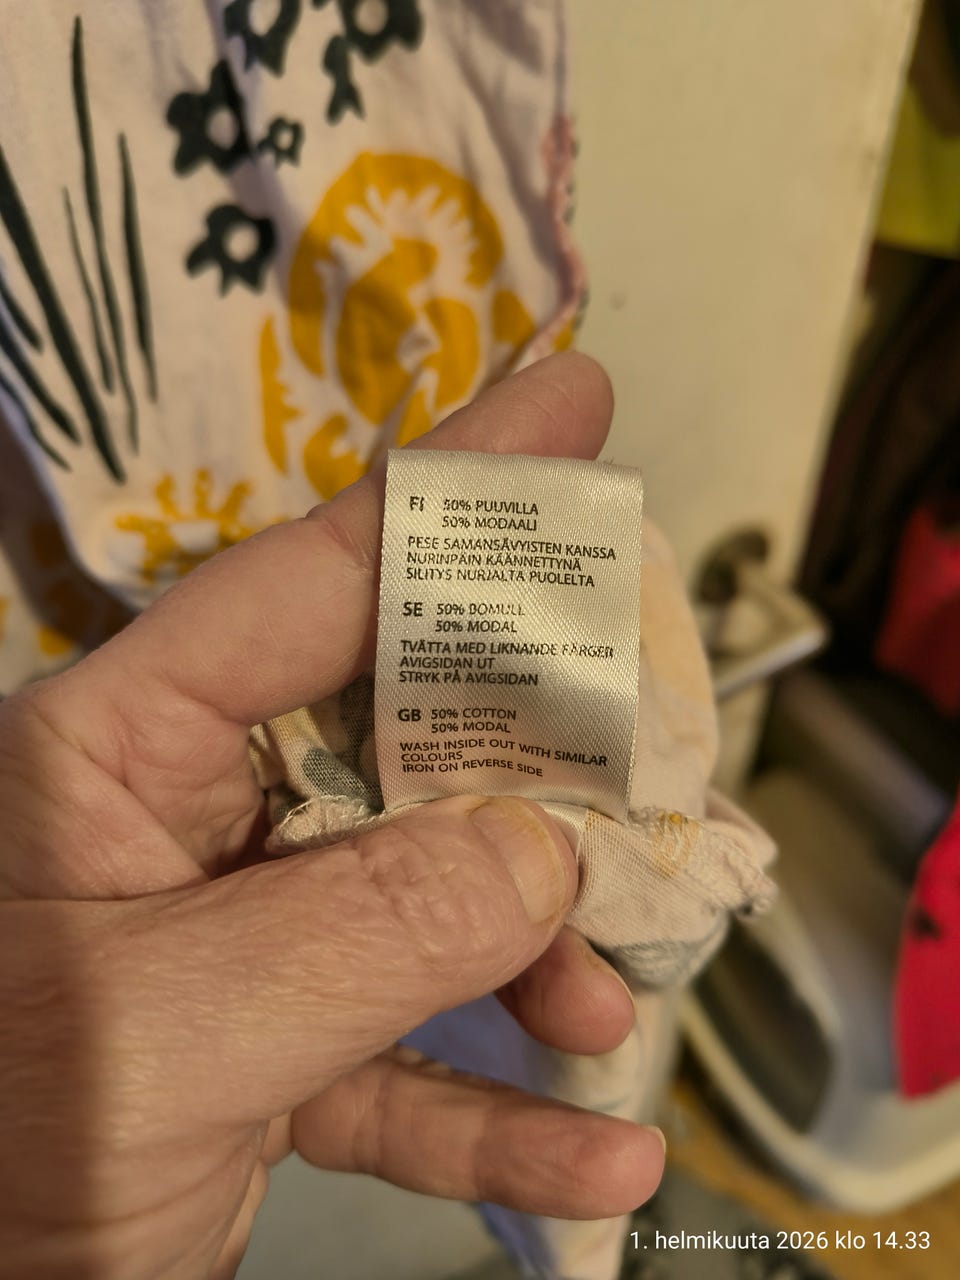 FI 50% PUUVILLA
50% MODAALI
PESE SAMANSÄVYISTEN KANSSA
NURINPÄIN KÄÄNNETTYNÄ
SILITYS NURJALTA PUOLELTA
SE 50% BOMULL
50% MODAL
TVÄTTA MED LIKNANDE FÄRGER
AVIGSIDAN UT
STRYK PÅ AVIGSIDAN
GB 50% COTTON
50% MODAL
WASH INSIDE OUT WITH SIMILAR
COLOURS
IRON ON REVERSE SIDE
1. helmikuuta 2026 klo 14.33